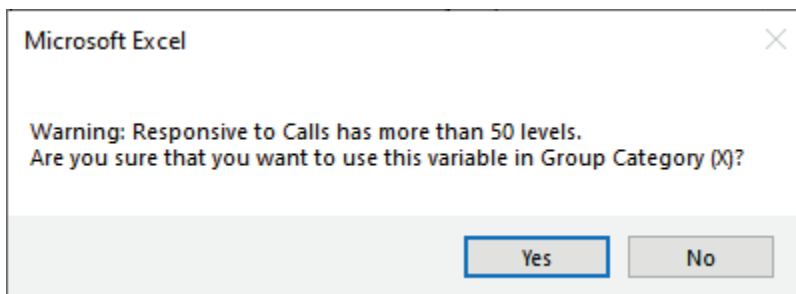 Microsoft Excel
Warning: Responsive to Calls has more than 50 levels.
Are you sure that you want to use this variable in Group Category (X)?
Yes
No